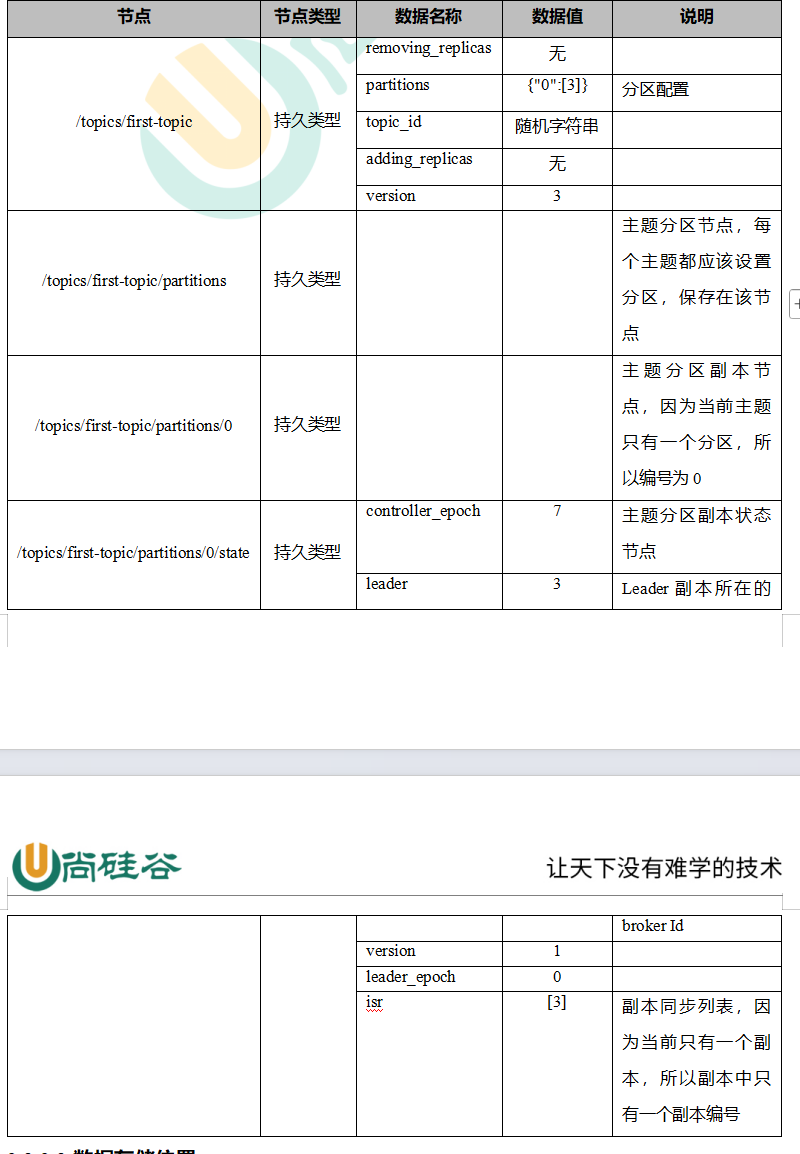 节点 节点类型 数据名称 数据值 说明
removing_replicas 无
partitions {"0":[3]} 分区配置
/topics/first-topic 持久类型 topic_id 随机字符串
adding_replicas 无
version 3
/topics/first-topic/partitions 持久类型
主题分区节点，每
个主题都应该设置
分区，保存在该节
点
/topics/first-topic/partitions/0 持久类型
主题分区副本节
点，因为当前主题
只有一个分区，所
以编号为 0
/topics/first-topic/partitions/0/state 持久类型
controller_epoch 7 主题分区副本状态
节点
leader 3 Leader 副本所在的
尚硅谷 让天下没有难学的技术
broker Id
version 1
leader_epoch 0
isr [3] 副本同步列表，因
为当前只有一个副
本，所以副本中只
有一个副本编号